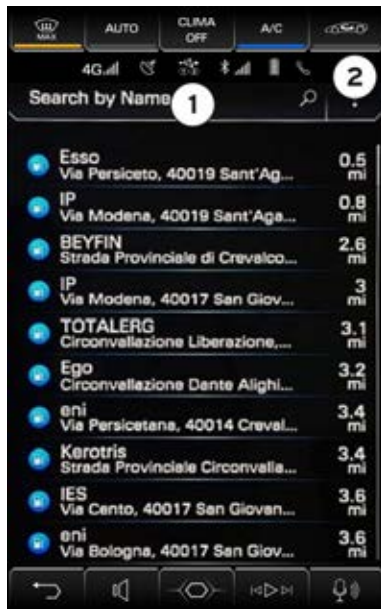 MAX
AUTO
CLIMA
OFF
A/C
4G
2
Search by Name
1
Esso
0.5
Via Persiceto, 40019 Sant'Ag...
mi
IP
0.8
Via Modena, 40019 Sant'Aga...
mi
BEYFIN
2.6
Strada Provinciale di Crevalco...
mi
IP
3
Via Modena, 40017 San Giov...
mi
TOTALERG
3.1
Circonvallazione Liberazione,...
mi
Ego
3.2
Circonvallazione Dante Alighi...
mi
eni
3.4
Via Persicetana, 40014 Creval...
mi
Kerotris
3.4
Strada Provinciale Circonvalla...
mi
IES
3.6
Via Cento, 40017 San Giovan...
mi
eni
3.6
Via Bologna, 40017 San Giov...
mi